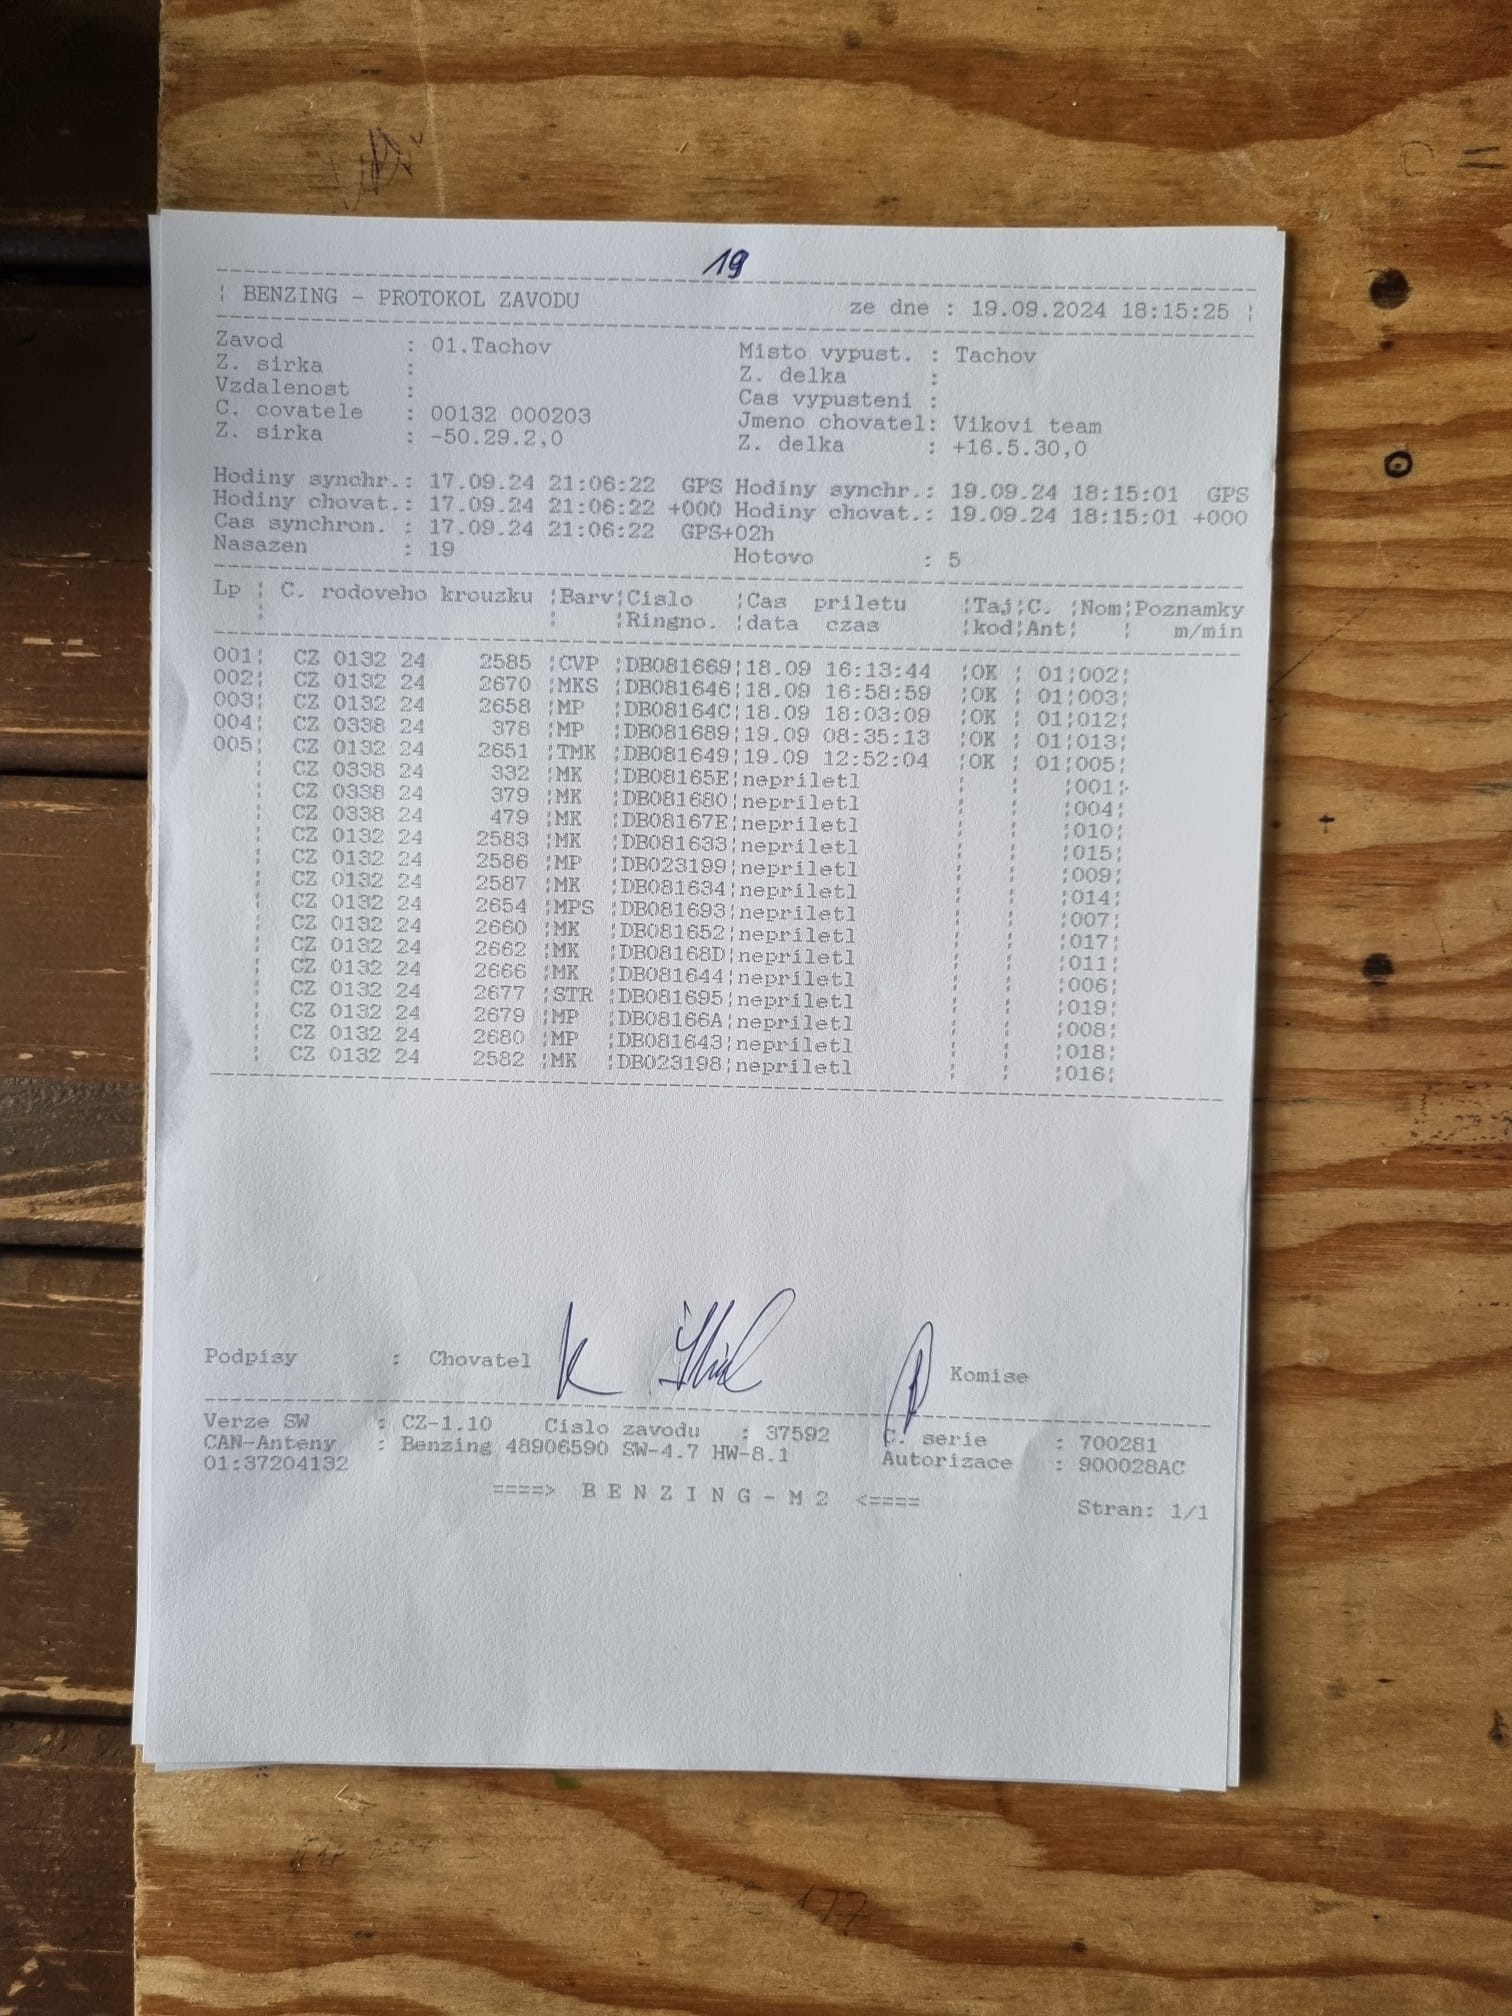 19
BENZING - PROTOKOL ZAVODU ze dne : 19.09.2024 18:15:25
Zavod : 01.Tachov Misto vypust. : Tachov
Z. sirka : Z. delka :
Vzdalenost : Cas vypusteni :
C. covatele : 00132 000203 Jmeno chovatel: Vikovi team
Z. sirka : -50.29.2,0 Z. delka : +16.5.30,0
Hodiny synchr.: 17.09.24 21:06:22 GPS Hodiny synchr.: 19.09.24 18:15:01 GPS
Hodiny chovat.: 17.09.24 21:06:22 +000 Hodiny chovat.: 19.09.24 18:15:01 +000
Cas synchron. : 17.09.24 21:06:22 GPS+02h
Nasazen : 19 Hotovo : 5
Lp ¦ C. rodoveho krouzku ¦Barv¦Cislo ¦Cas priletu ¦Taj¦C. ¦Nom¦Poznamky
¦ ¦ ¦Ringno. ¦data czas ¦kod¦Ant¦ ¦ m/min
001¦ CZ 0132 24 2585 ¦CVP ¦DB081669¦18.09 16:13:44 ¦OK ¦ 01¦002¦
002¦ CZ 0132 24 2670 ¦MKS ¦DB081646¦18.09 16:58:59 ¦OK ¦ 01¦003¦
003¦ CZ 0132 24 2658 ¦MP ¦DB08164C¦18.09 18:03:09 ¦OK ¦ 01¦012¦
004¦ CZ 0338 24 378 ¦MP ¦DB081689¦19.09 08:35:13 ¦OK ¦ 01¦013¦
005¦ CZ 0132 24 2651 ¦TMK ¦DB081649¦19.09 12:52:04 ¦OK ¦ 01¦005¦
¦ CZ 0338 24 332 ¦MK ¦DB08165E¦nepriletl ¦ ¦ ¦001¦
¦ CZ 0338 24 379 ¦MK ¦DB081680¦nepriletl ¦ ¦ ¦004¦
¦ CZ 0338 24 479 ¦MK ¦DB08167E¦nepriletl ¦ ¦ ¦010¦
¦ CZ 0132 24 2583 ¦MK ¦DB081633¦nepriletl ¦ ¦ ¦015¦
¦ CZ 0132 24 2586 ¦MP ¦DB023199¦nepriletl ¦ ¦ ¦009¦
¦ CZ 0132 24 2587 ¦MK ¦DB081634¦nepriletl ¦ ¦ ¦014¦
¦ CZ 0132 24 2654 ¦MPS ¦DB081693¦nepriletl ¦ ¦ ¦007¦
¦ CZ 0132 24 2660 ¦MK ¦DB081652¦nepriletl ¦ ¦ ¦017¦
¦ CZ 0132 24 2662 ¦MK ¦DB08168D¦nepriletl ¦ ¦ ¦011¦
¦ CZ 0132 24 2666 ¦MK ¦DB081644¦nepriletl ¦ ¦ ¦006¦
¦ CZ 0132 24 2677 ¦STR ¦DB081695¦nepriletl ¦ ¦ ¦019¦
¦ CZ 0132 24 2679 ¦MP ¦DB08166A¦nepriletl ¦ ¦ ¦008¦
¦ CZ 0132 24 2680 ¦MP ¦DB081643¦nepriletl ¦ ¦ ¦018¦
¦ CZ 0132 24 2582 ¦MK ¦DB023198¦nepriletl ¦ ¦ ¦016¦
Podpisy : Chovatel Komise
Verze SW : CZ-1.10 Cislo zavodu : 37592 C. serie : 700281
CAN-Anteny : Benzing 48906590 SW-4.7 HW-8.1 Autorizace : 900028AC
01:37204132
====> B E N Z I N G - M 2 <====
Stran: 1/1